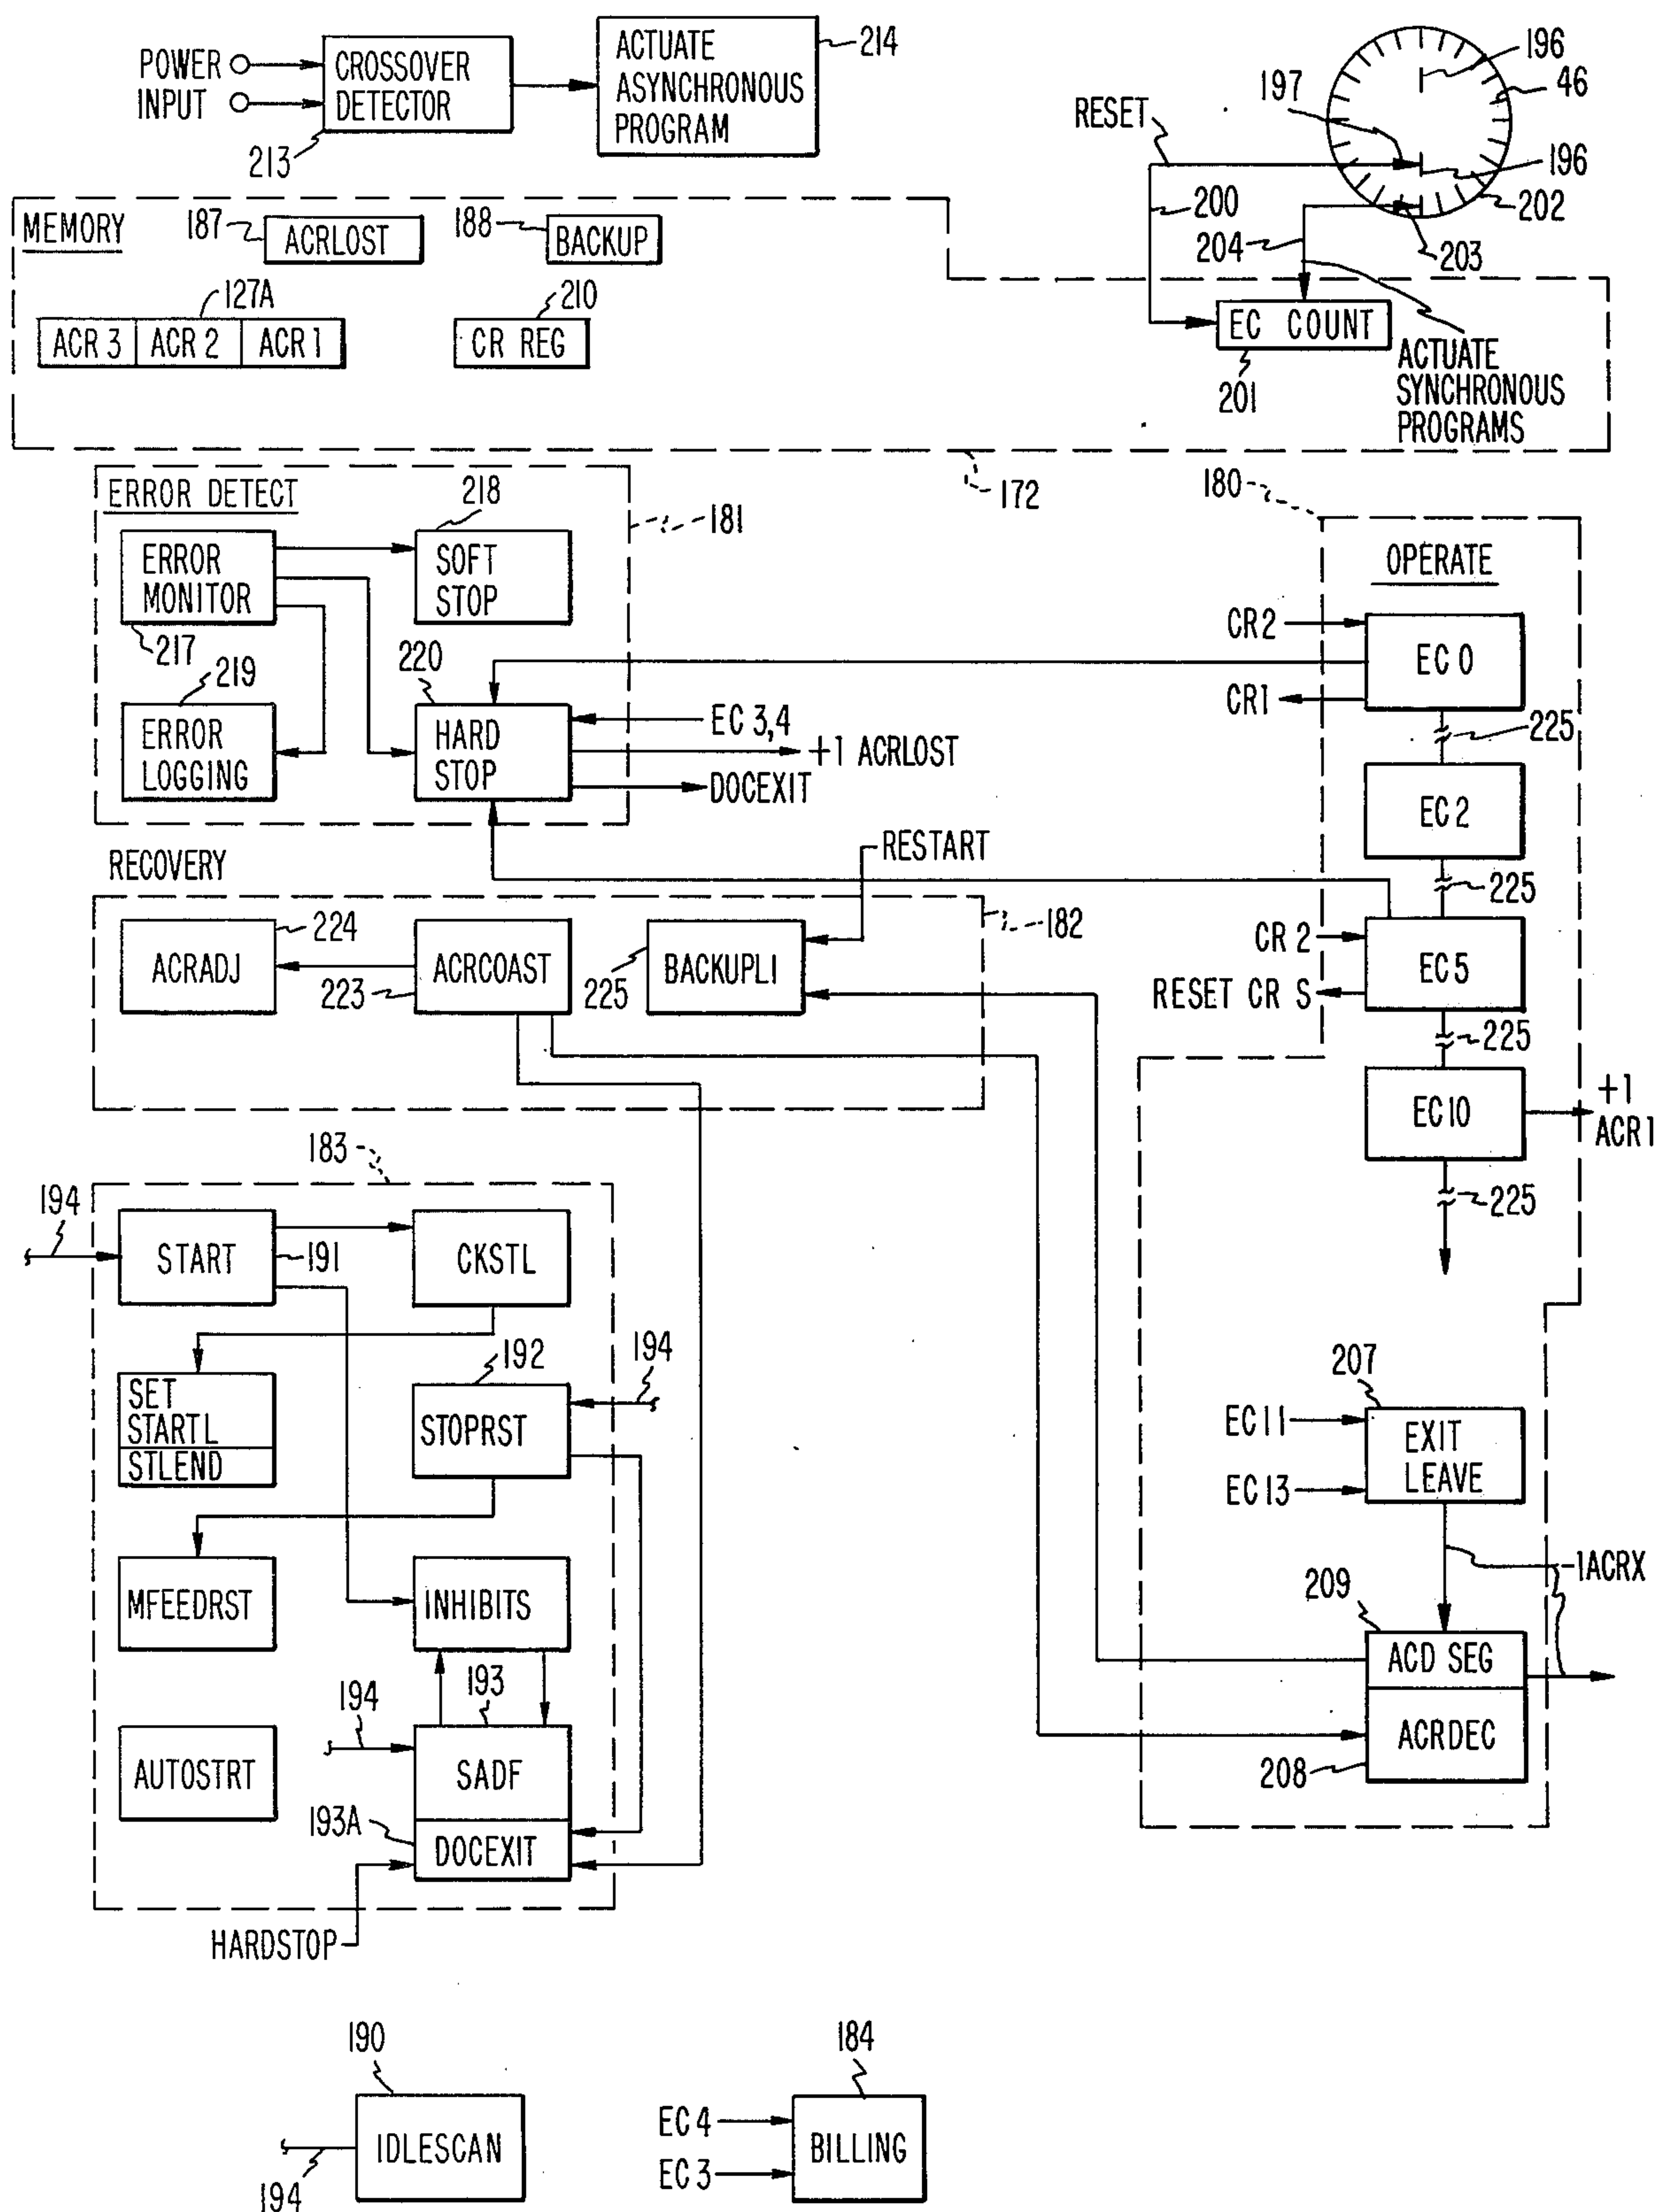 POWER
INPUT
CROSSOVER
DETECTOR
213
ACTUATE
ASYNCHRONOUS
PROGRAM
214
196
46
197
RESET
196
200
202
204
203
MEMORY
187
ACRLOST
188
BACKUP
127A
210
ACR 3
ACR 2
ACR 1
CR REG
EC COUNT
201
ACTUATE
SYNCHRONOUS
PROGRAMS
172
180
ERROR DETECT
218
181
ERROR
MONITOR
217
SOFT
STOP
OPERATE
CR2
EC 0
CR1
219
220
225
ERROR
LOGGING
HARD
STOP
EC 3,4
+1 ACRLOST
DOCEXIT
EC 2
RECOVERY
RESTART
225
182
224
ACRADJ
ACRCOAST
223
225
BACKUPL1
CR 2
EC 5
RESET CR S
225
EC 10
+1
ACR 1
183
225
194
START
191
CKSTL
192
194
SET
STARTL
STLEND
STOPRST
207
EC 11
EXIT
LEAVE
EC 13
-1ACRX
MFEEDRST
INHIBITS
209
ACD SEG
193
194
AUTOSTRT
SADF
ACRDEC
208
193A
DOCEXIT
HARDSTOP
190
184
IDLESCAN
194
EC 4
EC 3
BILLING